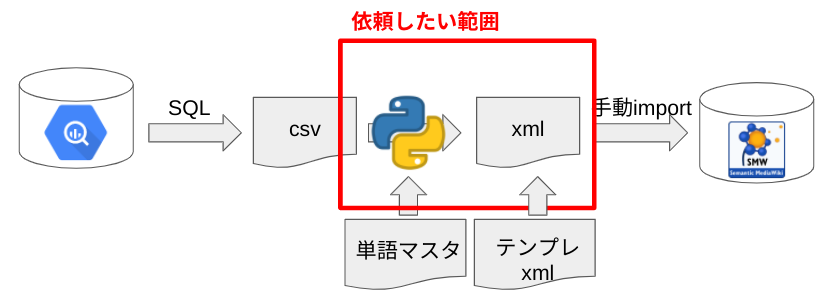 依頼したい範囲
SQL
csv
xml
手動import
SMW
Semantic MediaWiki
単語マスタ
テンプレ
xml